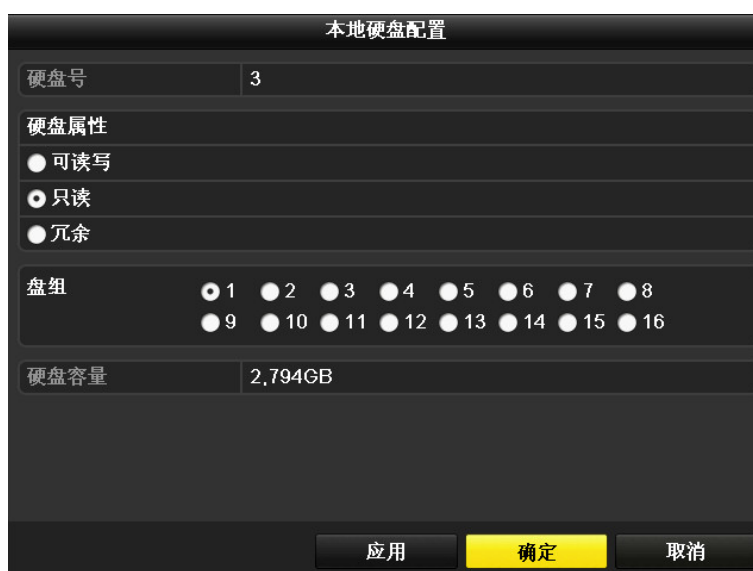 本地硬盘配置
硬盘号 3
硬盘属性
可读写
只读
冗余
盘组 1 2 3 4 5 6 7 8
9 10 11 12 13 14 15 16
硬盘容量 2,794GB
应用 确定 取消